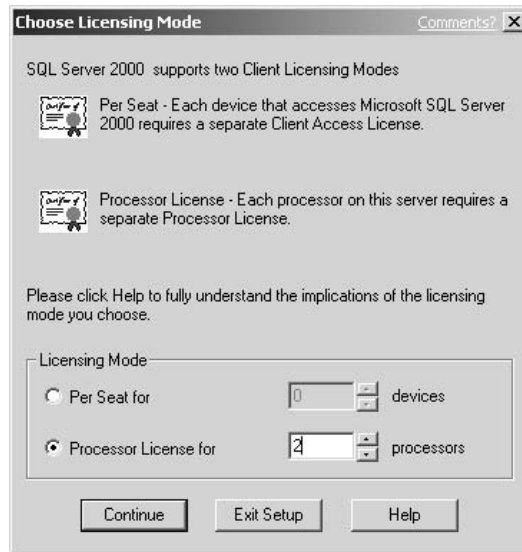 Choose Licensing Mode Comments?
SQL Server 2000 supports two Client Licensing Modes
Per Seat - Each device that accesses Microsoft SQL Server
2000 requires a separate Client Access License.
Processor License - Each processor on this server requires a
separate Processor License.
Please click Help to fully understand the implications of the licensing
mode you choose.
Licensing Mode
Per Seat for 0 devices
Processor License for 2 processors
Continue Exit Setup Help